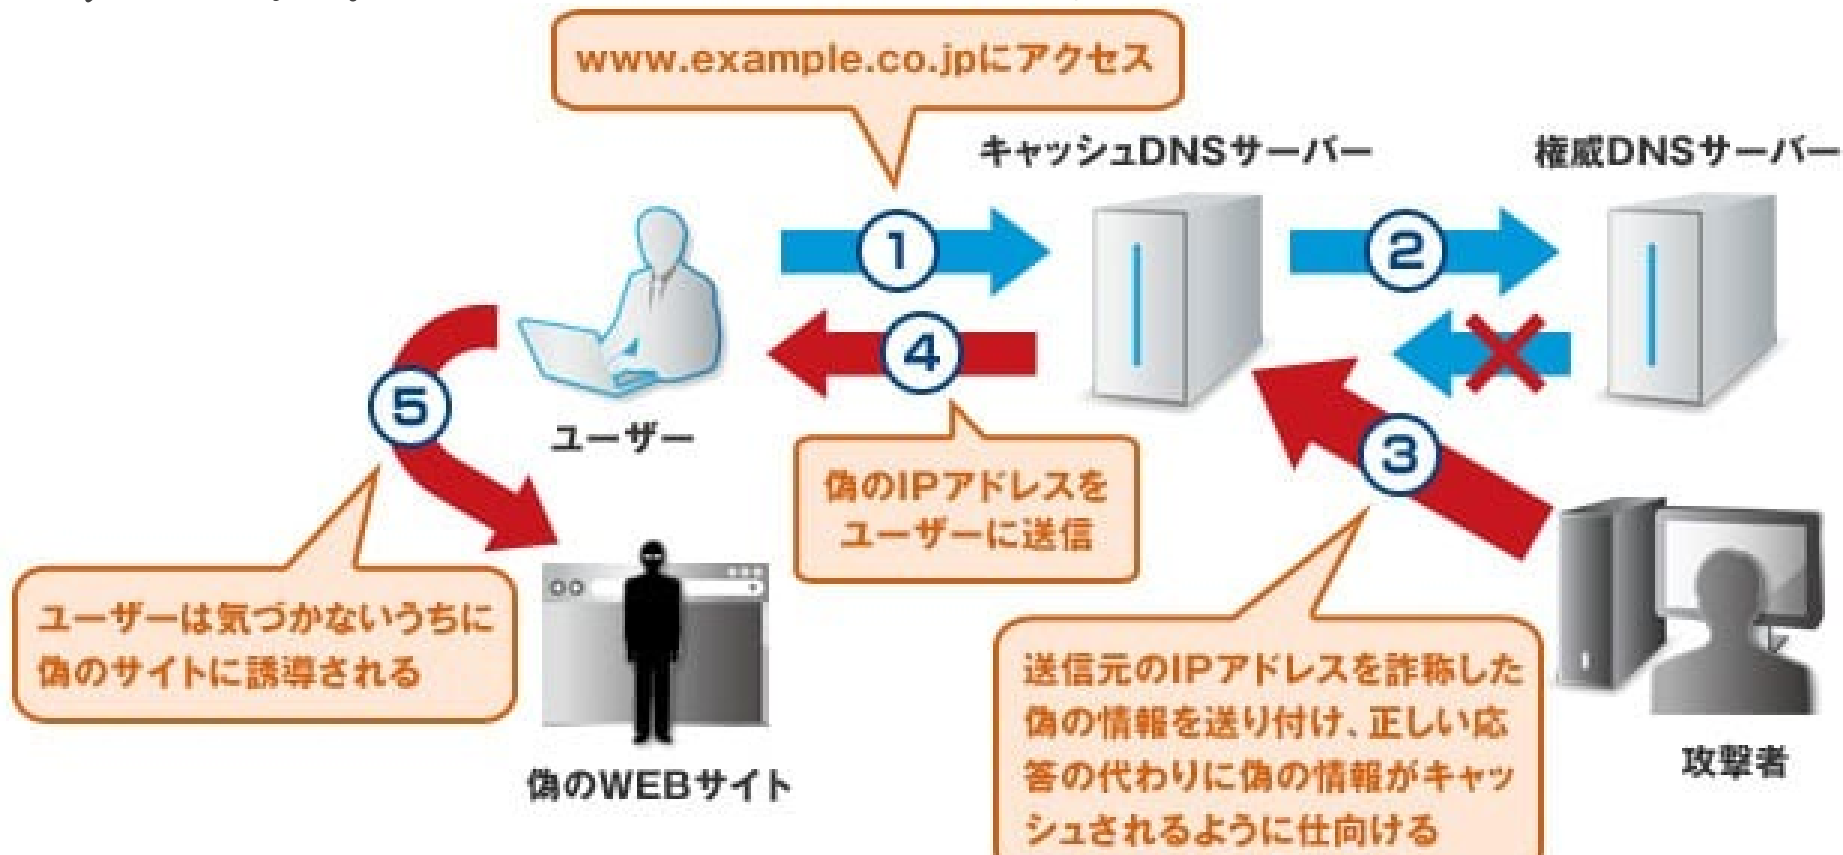 www.example.co.jpにアクセス
キャッシュDNSサーバー
権威DNSサーバー
1
2
4
3
5
ユーザー
偽のIPアドレスを
ユーザーに送信
ユーザーは気づかないうちに
偽のサイトに誘導される
送信元のIPアドレスを詐称した
偽の情報を送り付け、正しい応
答の代わりに偽の情報がキャッ
シュされるように仕向ける
攻撃者
偽のWEBサイト